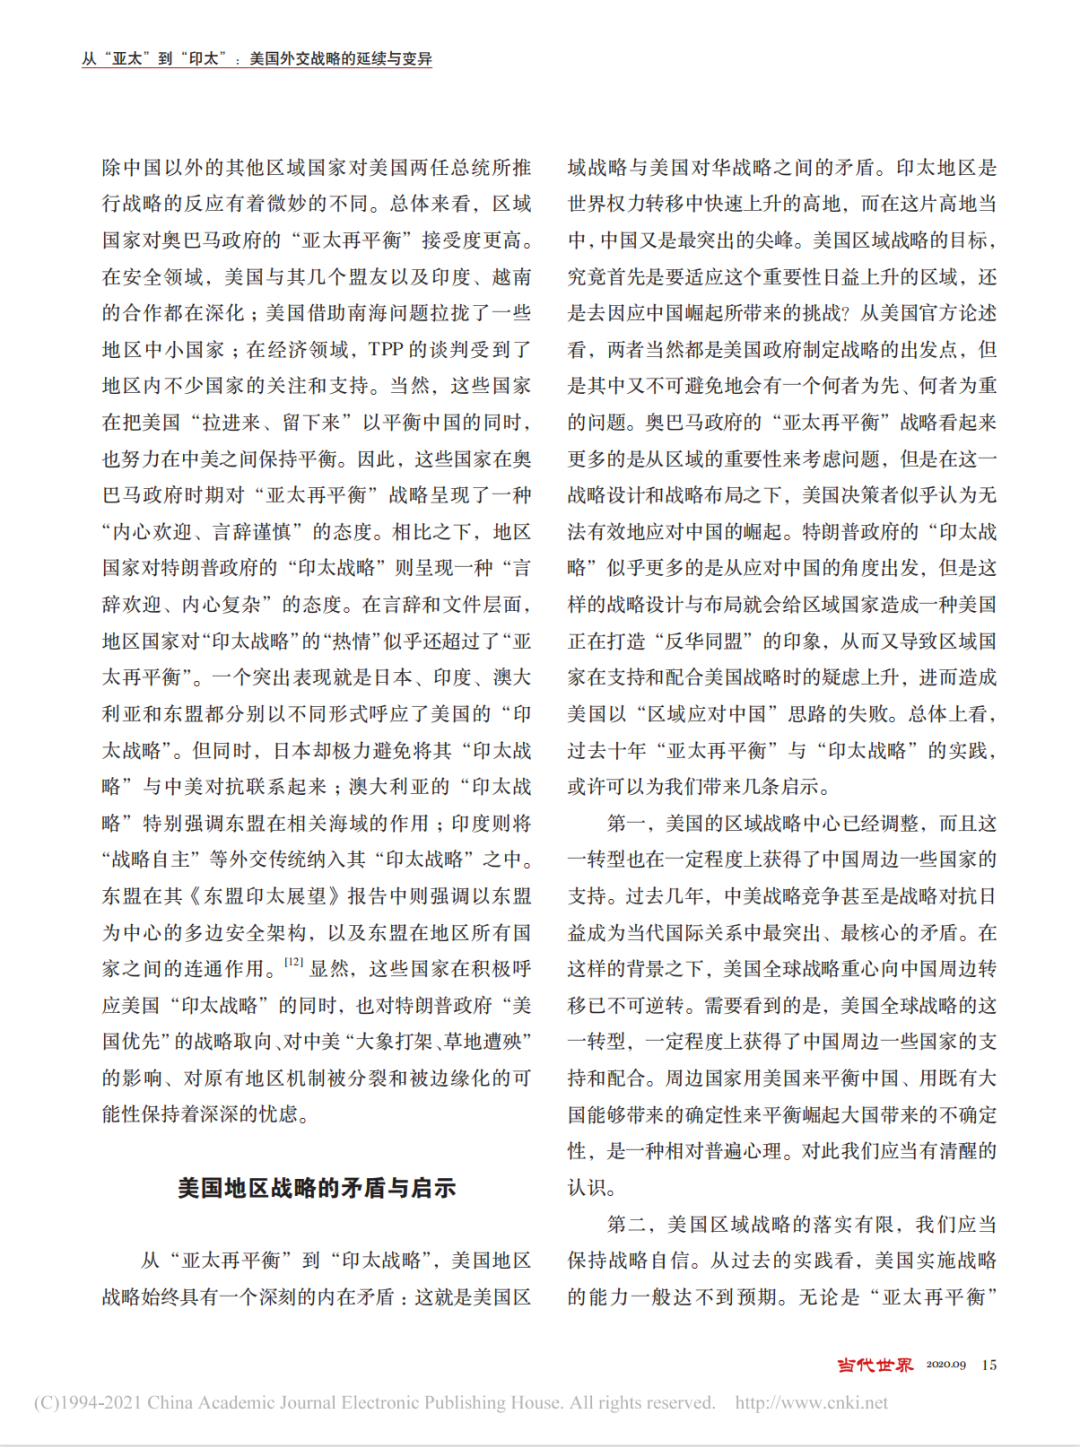 从“亚太”到“印太”：美国外交战略的延续与变异
除中国以外的其他区域国家对美国两任总统所推
行战略的反应有着微妙的不同。总体来看，区域
国家对奥巴马政府的“亚太再平衡”接受度更高。
在安全领域，美国与其几个盟友以及印度、越南
的合作都在深化；美国借助南海问题拉拢了一些
地区中小国家；在经济领域，TPP 的谈判受到了
地区内不少国家的关注和支持。当然，这些国家
在把美国“拉进来、留下来”以平衡中国的同时，
也努力在中美之间保持平衡。因此，这些国家在奥
巴马政府时期对“亚太再平衡”战略呈现了一种
“内心欢迎、言辞谨慎”的态度。相比之下，地区
国家对特朗普政府的“印太战略”则呈现一种“言
辞欢迎、内心复杂”的态度。在言辞和文件层面，
地区国家对“印太战略”的“热情”似乎还超过了“亚
太再平衡”。一个突出表现就是日本、印度、澳大
利亚和东盟都分别以不同形式呼应了美国的“印
太战略”。但同时，日本却极力避免将其“印太战
略”与中美对抗联系起来；澳大利亚的“印太战
略”特别强调东盟在相关海域的作用；印度则将
“战略自主”等外交传统纳入其“印太战略”之中。
东盟在其《东盟印太展望》报告中则强调以东盟
为中心的多边安全架构，以及东盟在地区所有国
家之间的连通作用。[12] 显然，这些国家在积极呼
应美国“印太战略”的同时，也对特朗普政府“美
国优先”的战略取向、对中美“大象打架、草地遭殃”
的影响、对原有地区机制被分裂和被边缘化的可
能性保持着深深的忧虑。
美国地区战略的矛盾与启示
从“亚太再平衡”到“印太战略”，美国地区
战略始终具有一个深刻的内在矛盾：这就是美国区
域战略与美国对华战略之间的矛盾。印太地区是
世界权力转移中快速上升的高地，而在这片高地当
中，中国又是最突出的尖峰。美国区域战略的目标，
究竟首先是要适应这个重要性日益上升的区域，还
是去因应中国崛起所带来的挑战？从美国官方论述
看，两者当然都是美国政府制定战略的出发点，但
是其中又不可避免地会有一个何者为先、何者为重
的问题。奥巴马政府的“亚太再平衡”战略看起来
更多的是从区域的重要性来考虑问题，但是在这一
战略设计和战略布局之下，美国决策者似乎认为无
法有效地应对中国的崛起。特朗普政府的“印太战
略”似乎更多的是从应对中国的角度出发，但是这
样的战略设计与布局就会给区域国家造成一种美国
正在打造“反华同盟”的印象，从而又导致区域国
家在支持和配合美国战略时的疑虑上升，进而造成
美国以“区域应对中国”思路的失败。总体上看，
过去十年“亚太再平衡”与“印太战略”的实践，
或许可以为我们带来几条启示。
第一，美国的区域战略中心已经调整，而且这
一转型也在一定程度上获得了中国周边一些国家的
支持。过去几年，中美战略竞争甚至是战略对抗日
益成为当代国际关系中最突出、最核心的矛盾。在
这样的背景之下，美国全球战略重心向中国周边转
移已不可逆转。需要看到的是，美国全球战略的这
一转型，一定程度上获得了中国周边一些国家的支
持和配合。周边国家用美国来平衡中国、用既有大
国能够带来的确定性来平衡崛起大国带来的不确定
性，是一种相对普遍心理。对此我们应当有清醒的
认识。
第二，美国区域战略的落实有限，我们应当
保持战略自信。从过去的实践看，美国实施战略
的能力一般达不到预期。无论是“亚太再平衡”
当代世界 2020.09 15
(C)1994-2021 China Academic Journal Electronic Publishing House. All rights reserved. http://www.cnki.net